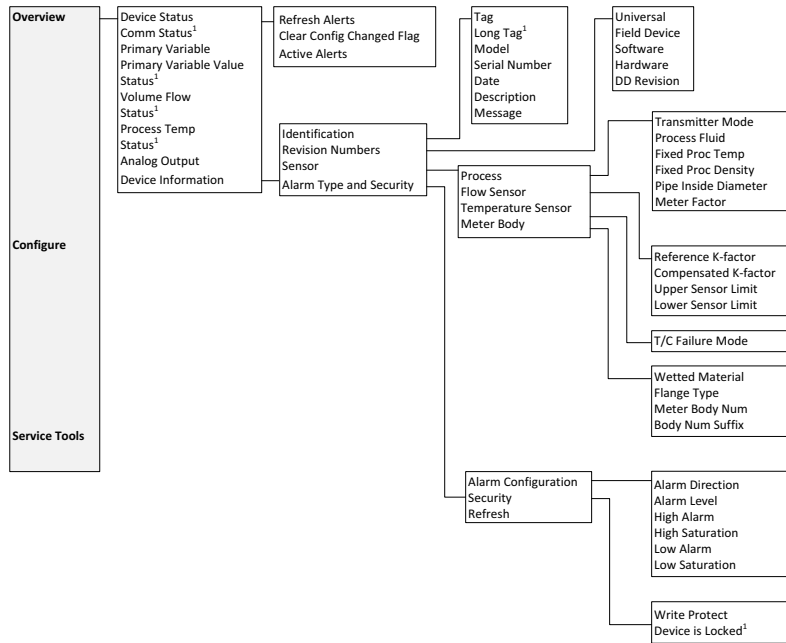 Overview
Configure
Service Tools
Device Status
Comm Status¹
Primary Variable
Primary Variable Value
Status¹
Volume Flow
Status¹
Process Temp
Status¹
Analog Output
Device Information
Refresh Alerts
Clear Config Changed Flag
Active Alerts
Identification
Revision Numbers
Sensor
Alarm Type and Security
Tag
Long Tag¹
Model
Serial Number
Date
Description
Message
Universal
Field Device
Software
Hardware
DD Revision
Process
Flow Sensor
Temperature Sensor
Meter Body
Transmitter Mode
Process Fluid
Fixed Proc Temp
Fixed Proc Density
Pipe Inside Diameter
Meter Factor
Reference K-factor
Compensated K-factor
Upper Sensor Limit
Lower Sensor Limit
T/C Failure Mode
Wetted Material
Flange Type
Meter Body Num
Body Num Suffix
Alarm Configuration
Security
Refresh
Alarm Direction
Alarm Level
High Alarm
High Saturation
Low Alarm
Low Saturation
Write Protect
Device is Locked¹